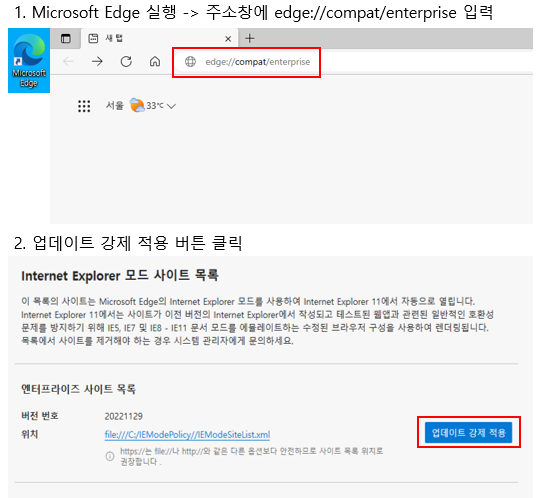 1. Microsoft Edge 실행 -> 주소창에 edge://compat/enterprise 입력
Microsoft
Edge
새 탭
edge://compat/enterprise
서울 33°C
2. 업데이트 강제 적용 버튼 클릭
Internet Explorer 모드 사이트 목록
이 목록의 사이트는 Microsoft Edge의 Internet Explorer 모드를 사용하여 Internet Explorer 11에서 자동으로 열립니다.
Internet Explorer 11에서는 사이트가 이전 버전의 Internet Explorer에서 작성되고 테스트된 웹앱과 관련된 일반적인 호환성
문제를 방지하기 위해 IE5, IE7 및 IE8 - IE11 문서 모드를 에뮬레이트하는 수정된 브라우저 구성을 사용하여 렌더링됩니다.
목록에서 사이트를 제거해야 하는 경우 시스템 관리자에게 문의하세요.
엔터프라이즈 사이트 목록
버전 번호 20221129
위치 file:///C:/IEModePolicy//IEModeSiteList.xml
업데이트 강제 적용
https://는 file://나 http://와 같은 다른 옵션보다 안전하므로 사이트 목록 위치로
권장합니다 .